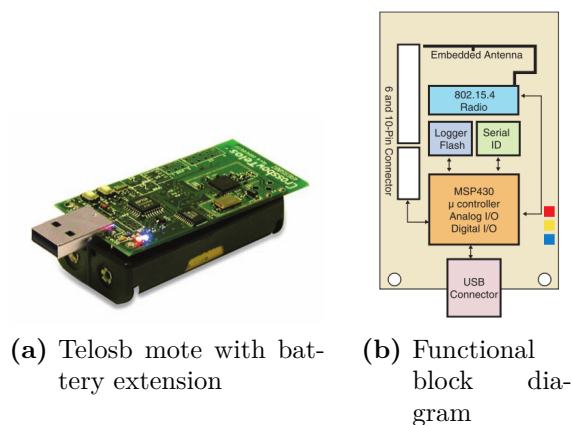 CrossbowTelos
Embedded Antenna
6 and 10-Pin Connector
802.15.4
Radio
Logger
Flash
Serial
ID
MSP430
µ controller
Analog I/O
Digital I/O
USB
Connector
(a) Telosb mote with bat-
tery extension
(b) Functional
block dia-
gram